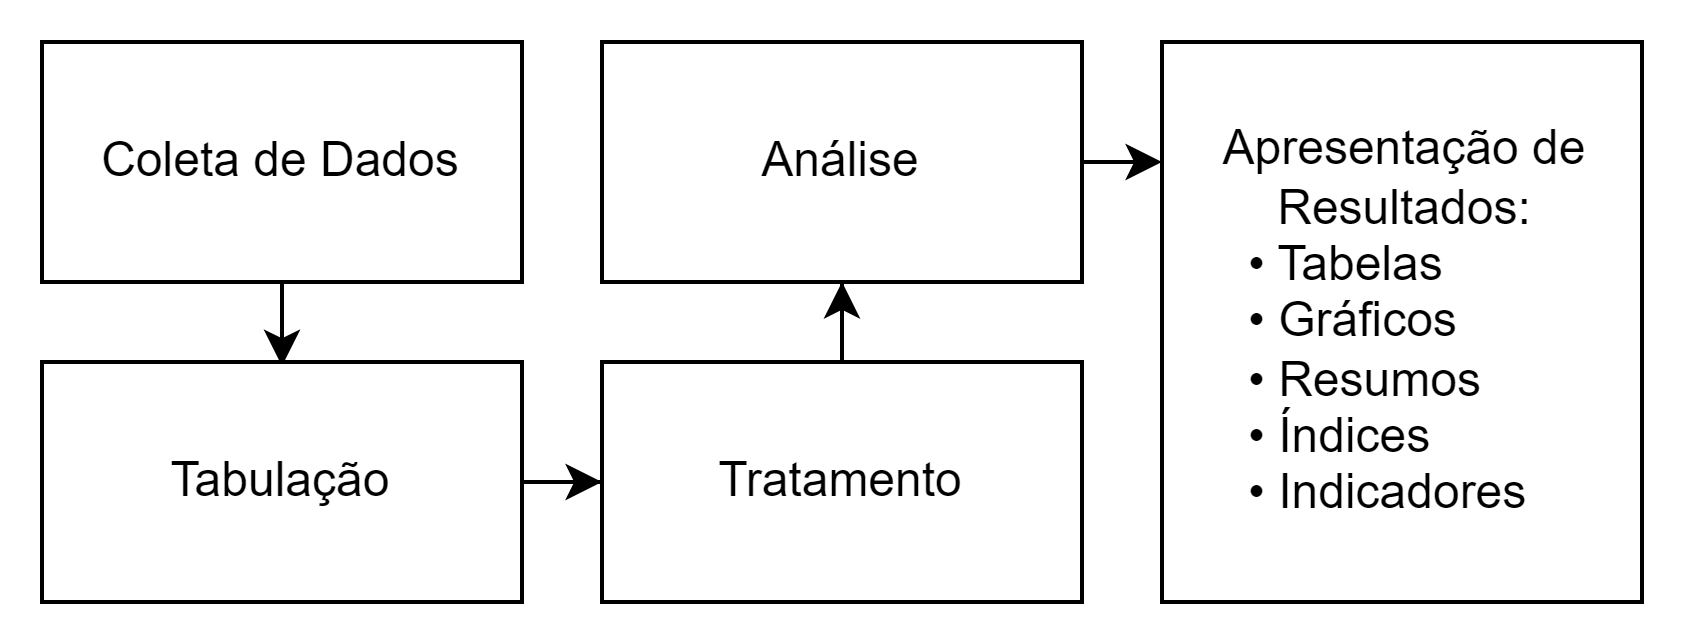 Coleta de Dados
Tabulação
Tratamento
Análise
Apresentação de
Resultados:
• Tabelas
• Gráficos
• Resumos
• Índices
• Indicadores